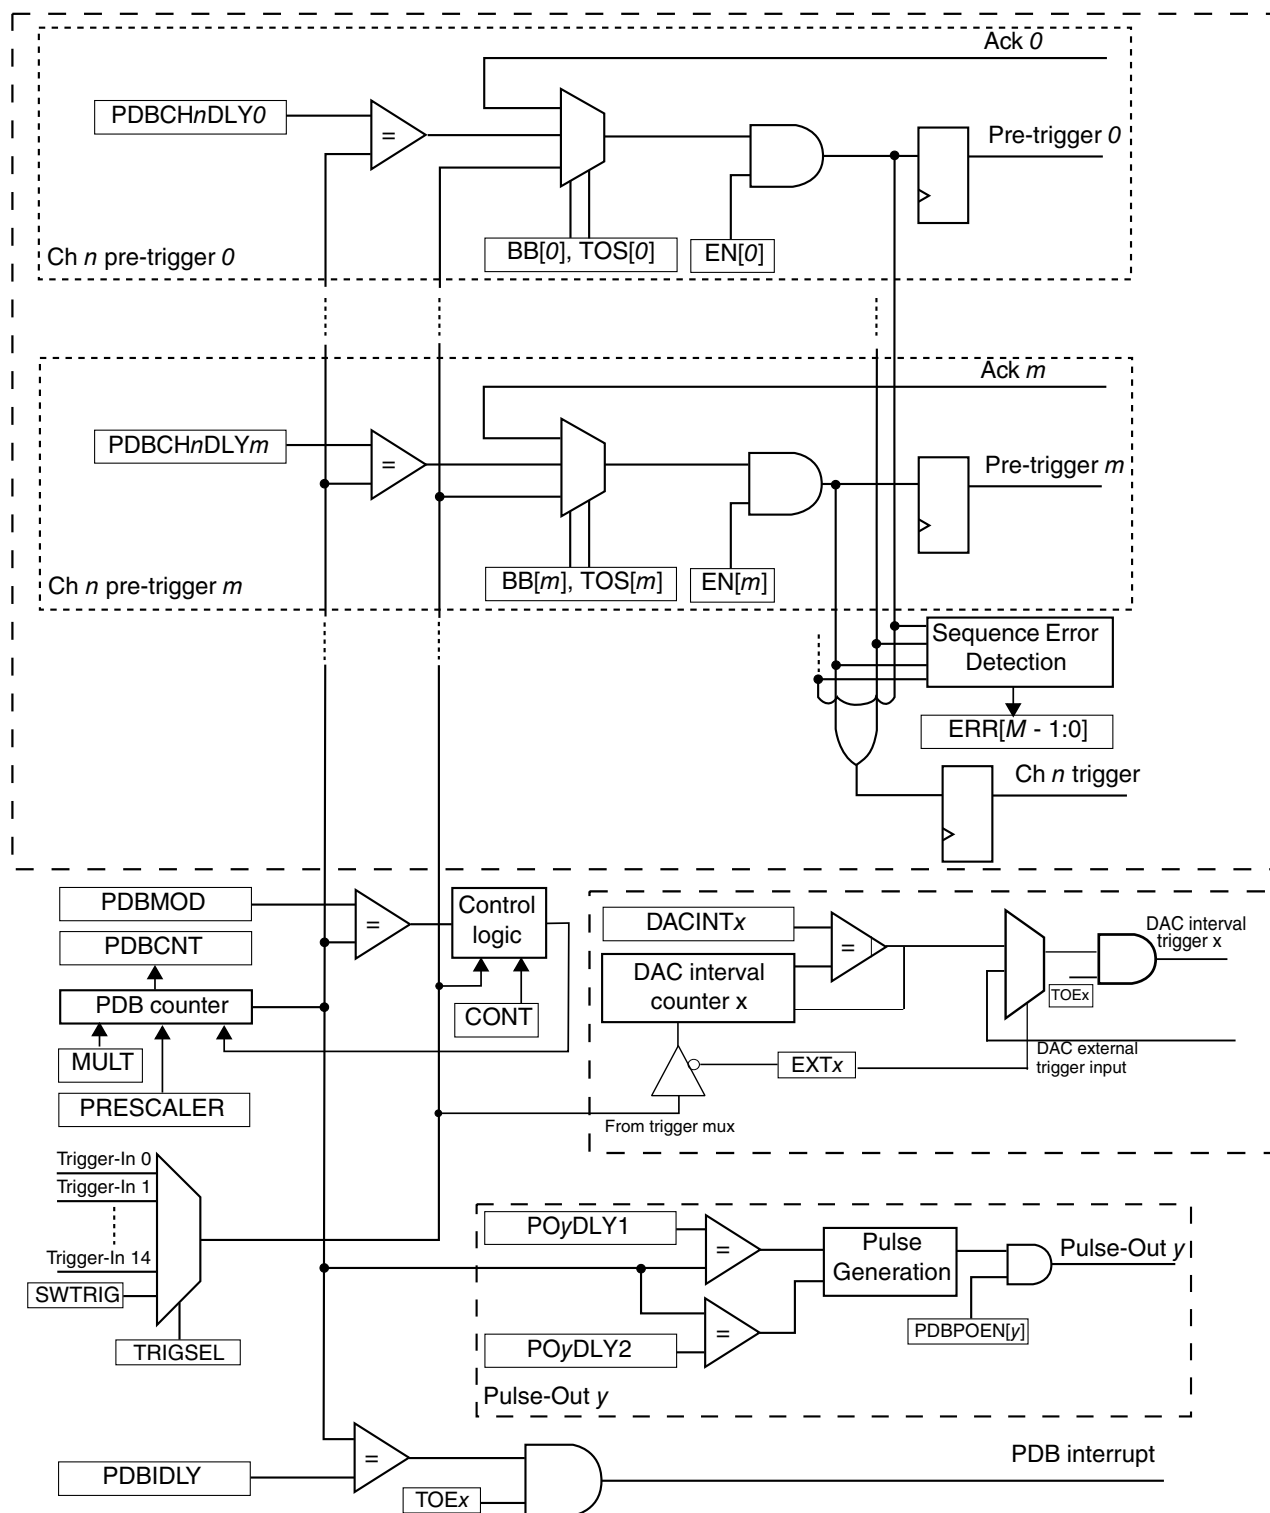 Ack 0
PDBCHnDLY0
=
Pre-trigger 0
BB[0], TOS[0]
EN[0]
Ch n pre-trigger 0
Ack m
PDBCHnDLYm
=
Pre-trigger m
BB[m], TOS[m]
EN[m]
Ch n pre-trigger m
Sequence Error
Detection
ERR[M - 1:0]
Ch n trigger
PDBMOD
=
Control
logic
PDBCNT
PDB counter
CONT
MULT
PRESCALER
DACINTx
=
DAC interval
counter x
DAC interval
trigger x
TOEx
EXTx
DAC external
trigger input
From trigger mux
Trigger-In 0
Trigger-In 1
Trigger-In 14
SWTRIG
TRIGSEL
POyDLY1
=
Pulse
Generation
Pulse-Out y
=
POyDLY2
PDBPOEN[y]
Pulse-Out y
=
PDB interrupt
PDBIDLY
TOEx